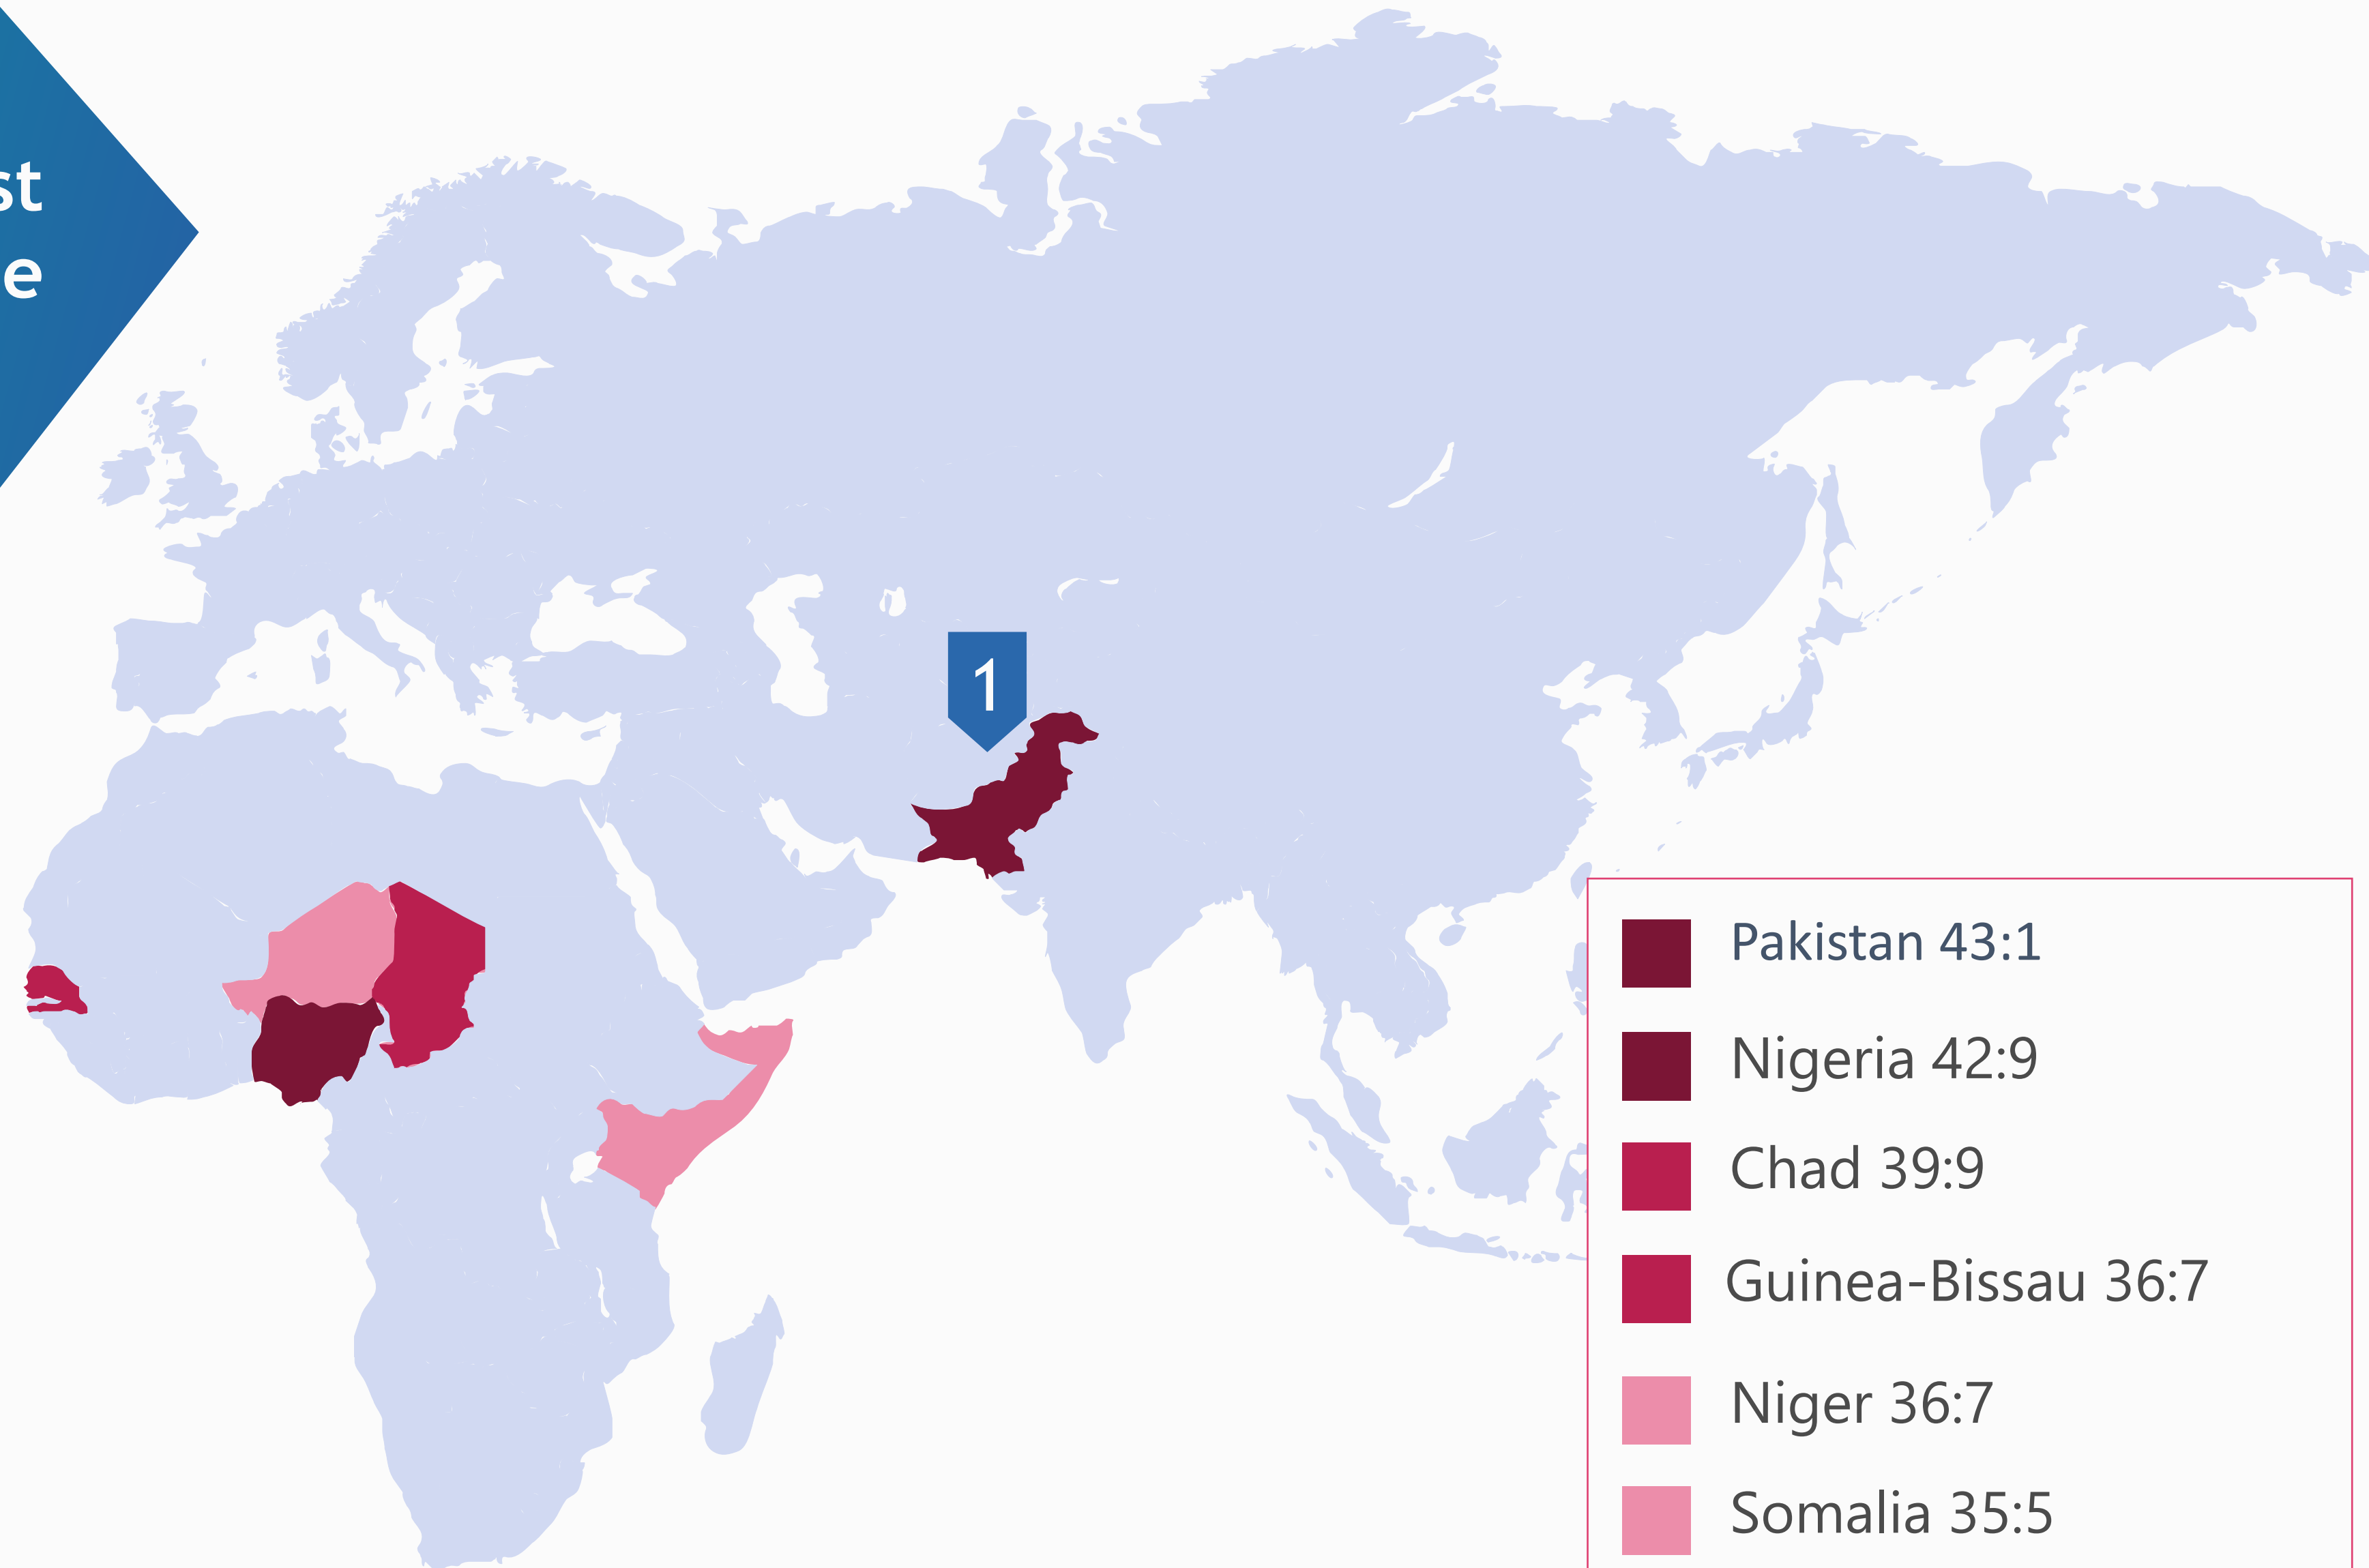 st
e
1
Pakistan 43:1
Nigeria 42:9
Chad 39:9
Guinea-Bissau 36:7
Niger 36:7
Somalia 35:5